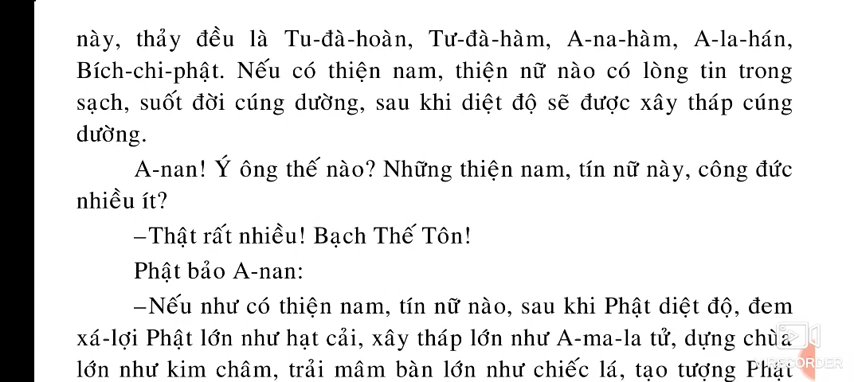 này, thảy đều là Tu-đà-hoàn, Tư-đà-hàm, A-na-hàm, A-la-hán,
Bích-chi-phật. Nếu có thiện nam, thiện nữ nào có lòng tin trong
sạch, suốt đời cúng dường, sau khi diệt độ sẽ được xây tháp cúng
dường.
A-nan! Ý ông thế nào? Những thiện nam, tín nữ này, công đức
nhiều ít?
–Thật rất nhiều! Bạch Thế Tôn!
Phật bảo A-nan:
–Nếu như có thiện nam, tín nữ nào, sau khi Phật diệt độ, đem
xá-lợi Phật lớn như hạt cải, xây tháp lớn như A-ma-la tử, dựng chùa
lớn như kim châm, trải mâm bàn lớn như chiếc lá, tạo tượng Phật